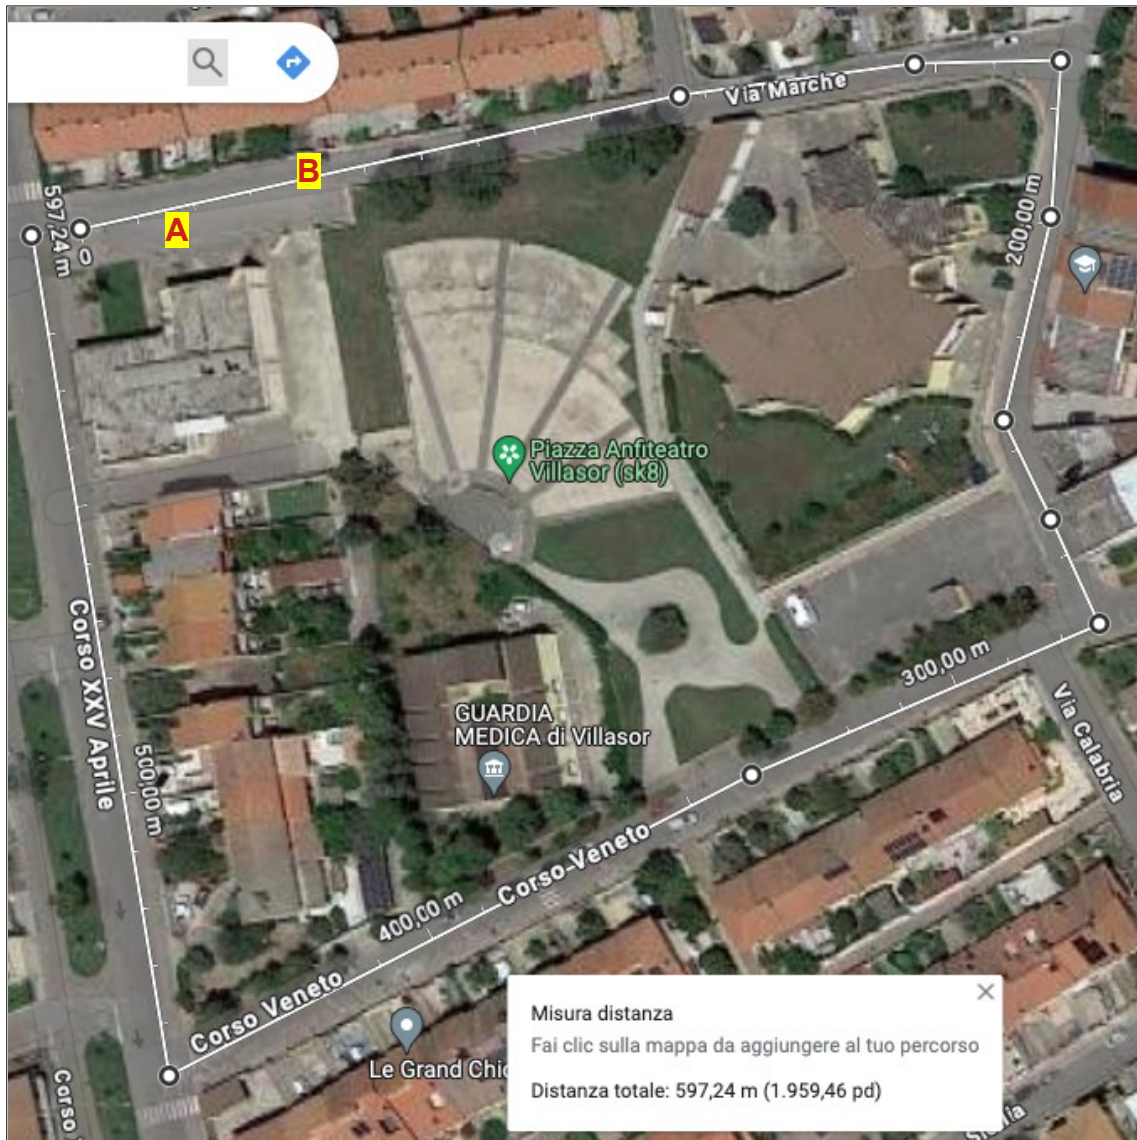 Via Marche
B
A
597,24 m
0
200,00 m
Piazza Anfiteatro
Villasor (sk8)
Corso XXV Aprile
300,00 m
GUARDIA
MEDICA di Villasor
Via Calabria
500,00 m
Corso Veneto
400,00 m
Corso Veneto
Misura distanza
Fai clic sulla mappa da aggiungere al tuo percorso
Distanza totale: 597,24 m (1.959,46 pd)
Le Grand Chic
Corso